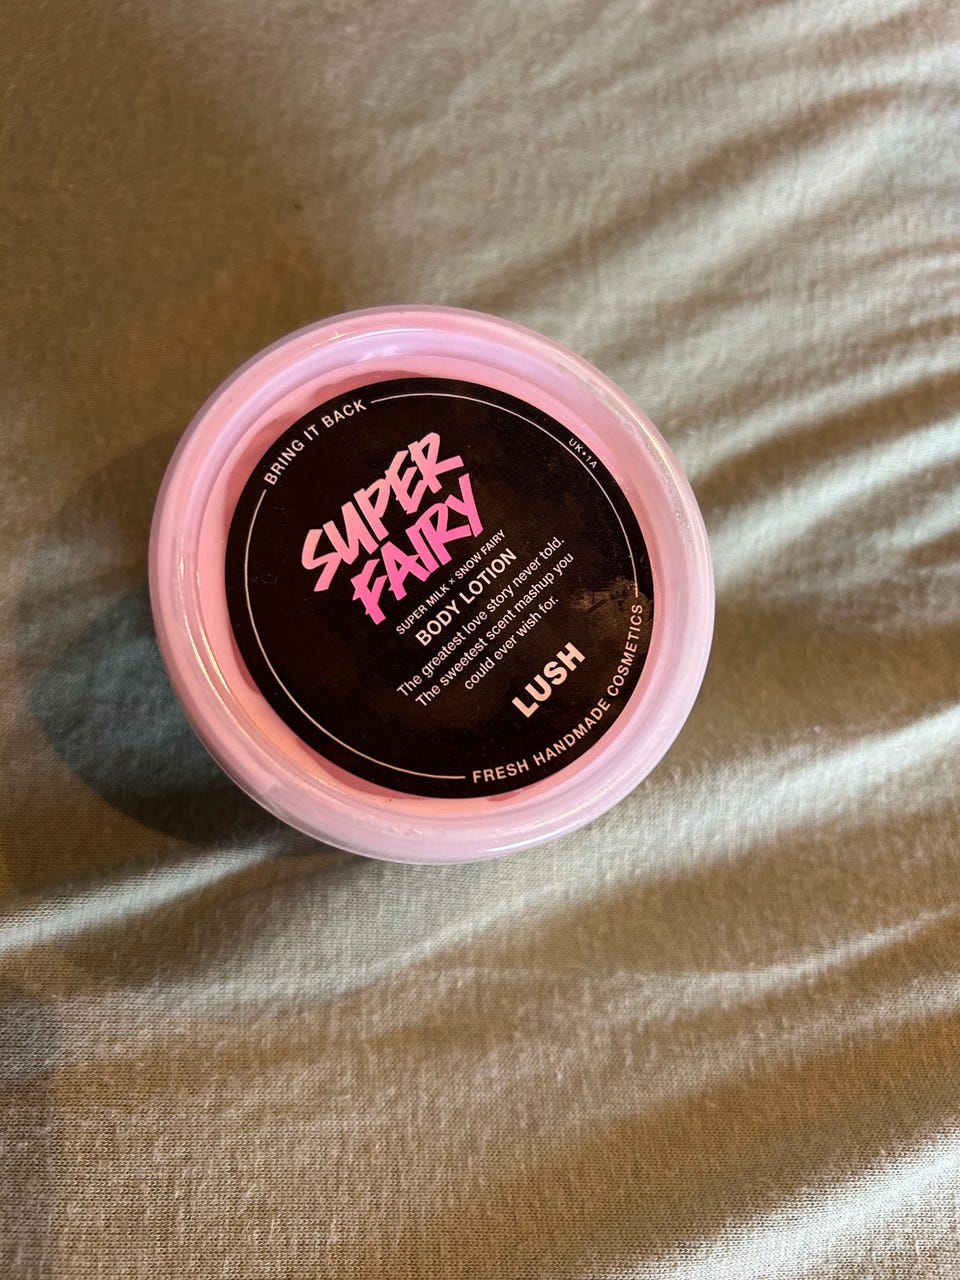 BRING IT BACK
UK•1A
SUPER
FAIRY
SUPER MILK × SNOW FAIRY
BODY LOTION
The greatest love story never told.
The sweetest scent mashup you
could ever wish for.
LUSH
FRESH HANDMADE COSMETICS